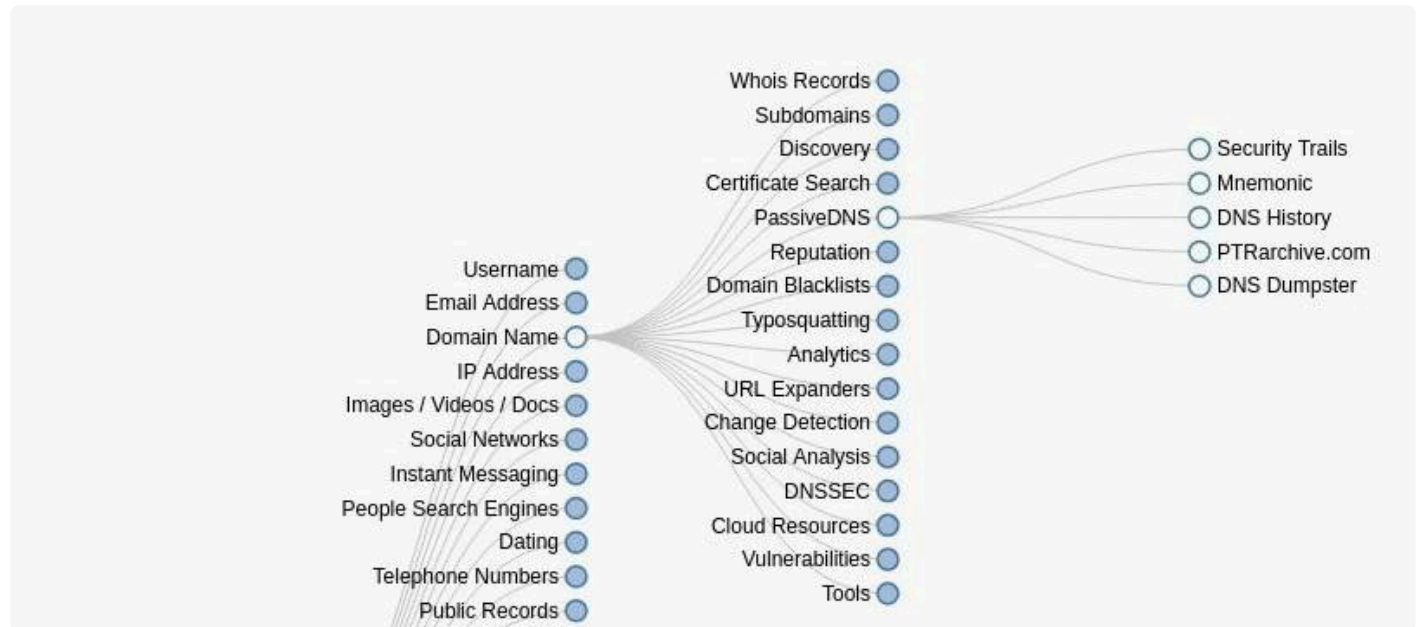 Username
Email Address
Domain Name
IP Address
Images / Videos / Docs
Social Networks
Instant Messaging
People Search Engines
Dating
Telephone Numbers
Public Records
Whois Records
Subdomains
Discovery
Certificate Search
PassiveDNS
Reputation
Domain Blacklists
Typosquatting
Analytics
URL Expanders
Change Detection
Social Analysis
DNSSEC
Cloud Resources
Vulnerabilities
Tools
Security Trails
Mnemonic
DNS History
PTRarchive.com
DNS Dumpster